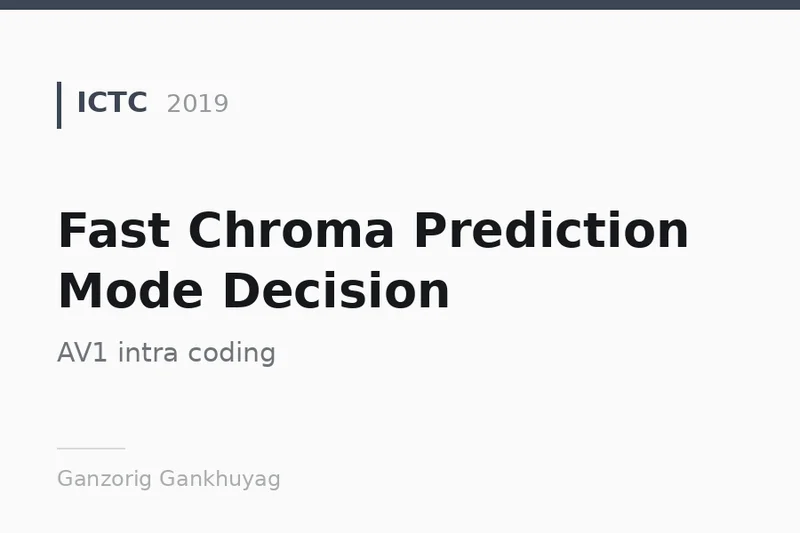 ICTC 2019
Fast Chroma Prediction
Mode Decision
AV1 intra coding
Ganzorig Gankhuyag